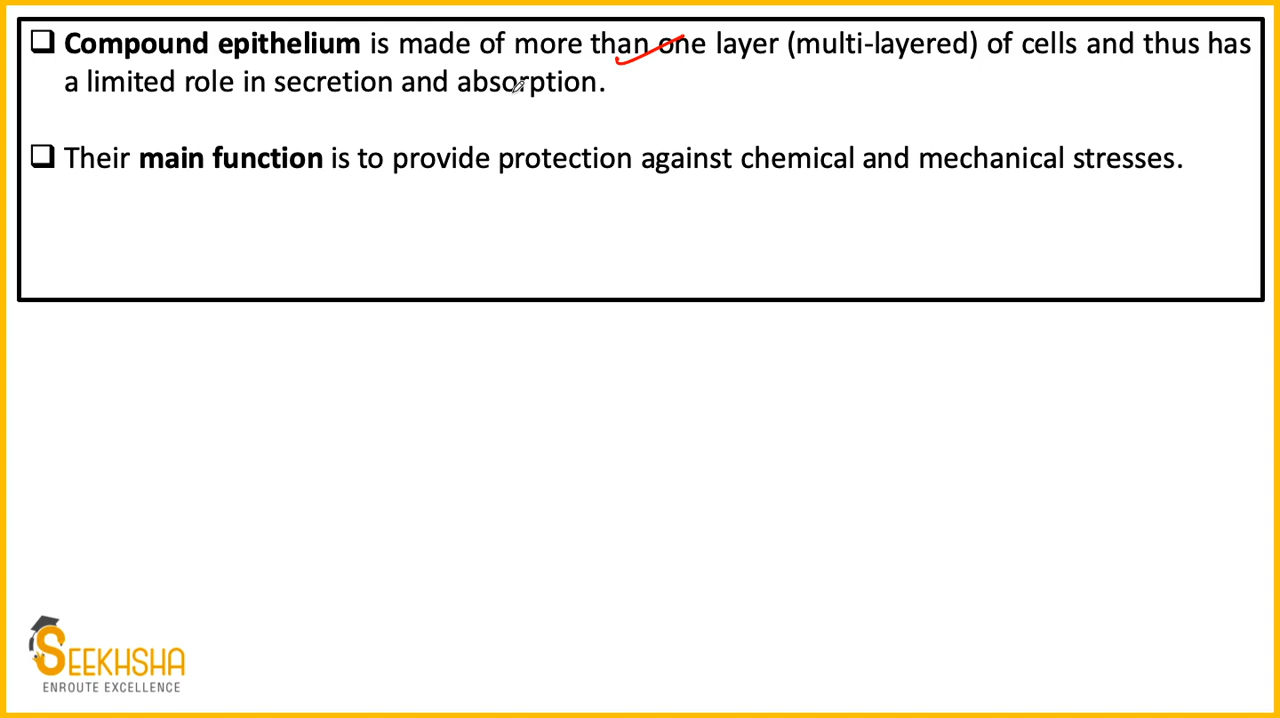 Compound epithelium is made of more than one layer (multi-layered) of cells and thus has
a limited role in secretion and absorption.
Their main function is to provide protection against chemical and mechanical stresses.
SEEKHSHA
ENROUTE EXCELLENCE